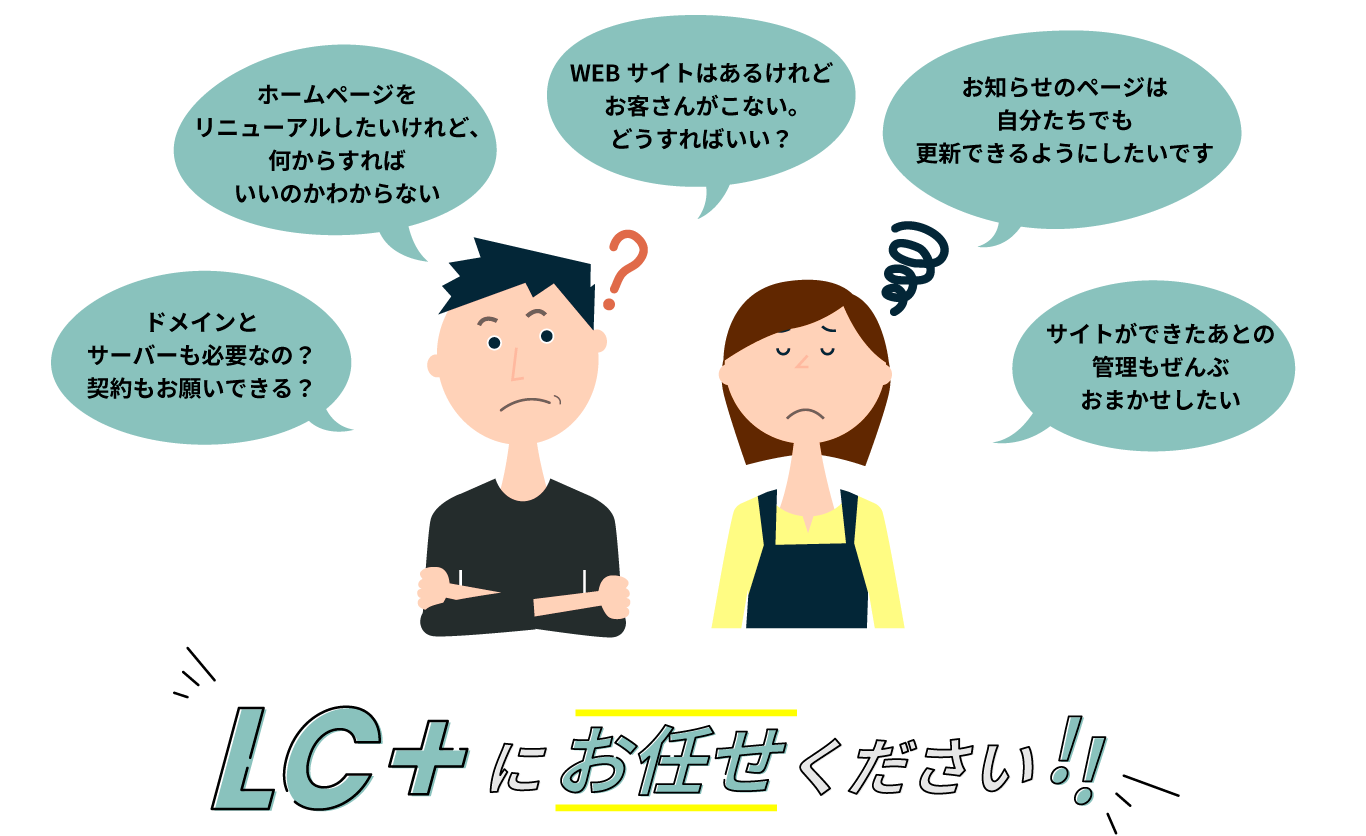 ホームページを
リニューアルしたいけれど、
何からすれば
いいのかわからない
WEB サイトはあるけれど
お客さんがこない。
どうすればいい？
お知らせのページは
自分たちでも
更新できるようにしたいです
ドメインと
サーバーも必要なの？
契約もお願いできる？
サイトができたあとの
管理もぜんぶ
おまかせしたい
LC+にお任せください!!